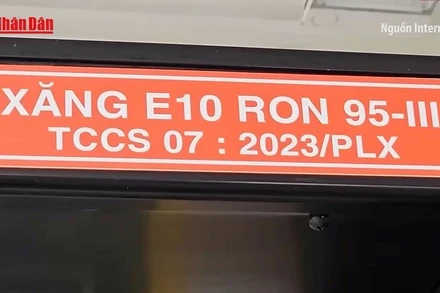 Nhân Dân
Nguồn Intern
XĂNG E10 RON 95-III
TCCS 07 : 2023/PLX